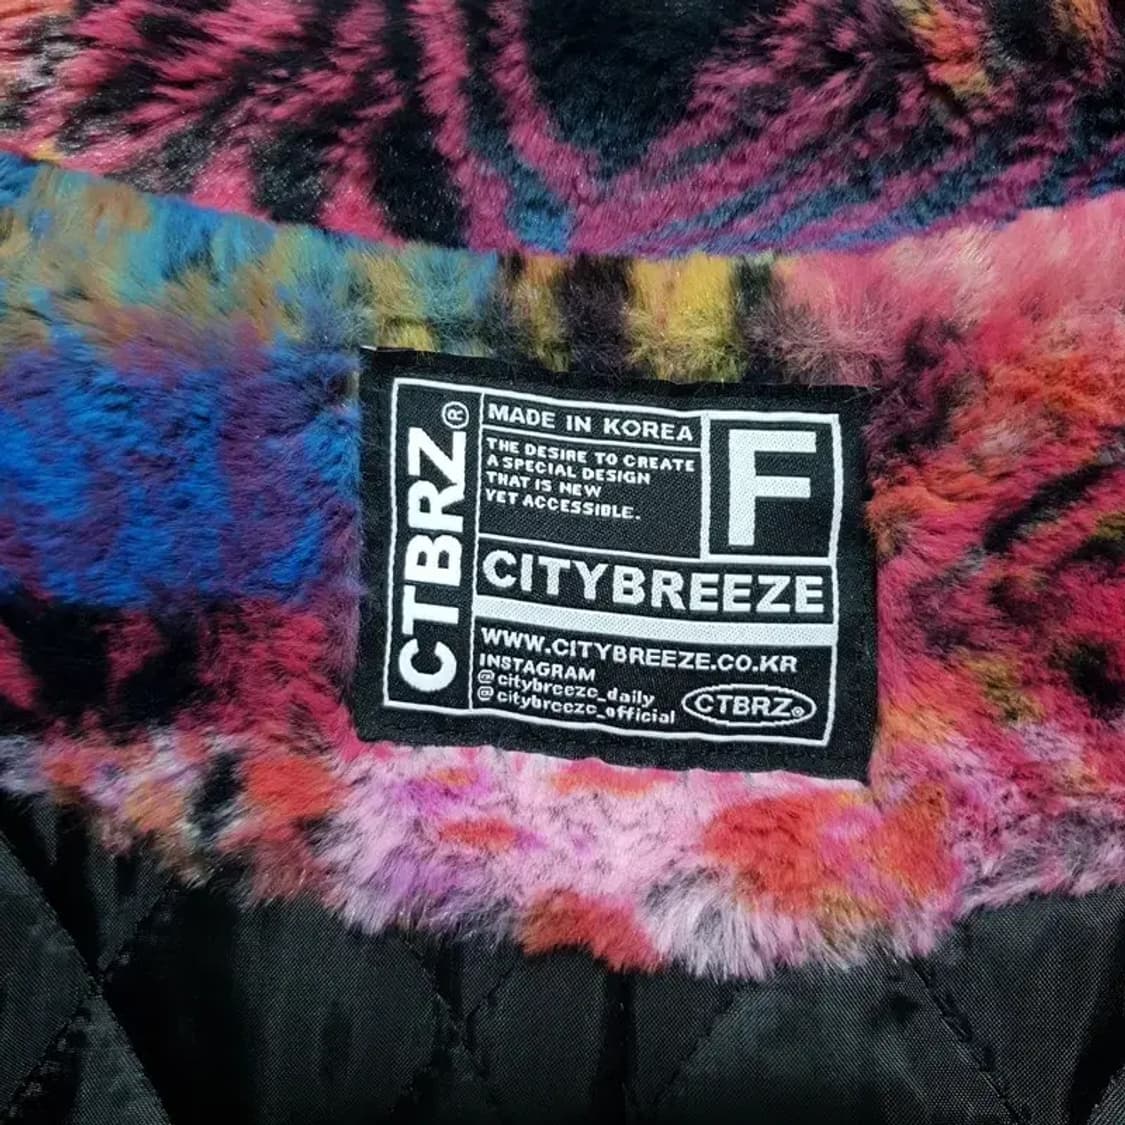 CTBRZ®
MADE IN KOREA
THE DESIRE TO CREATE
A SPECIAL DESIGN
THAT IS NEW
YET ACCESSIBLE.
F
CITYBREEZE
WWW.CITYBREEZE.CO.KR
INSTAGRAM
@citybreeze_daily
@citybreeze_official
CTBRZ®